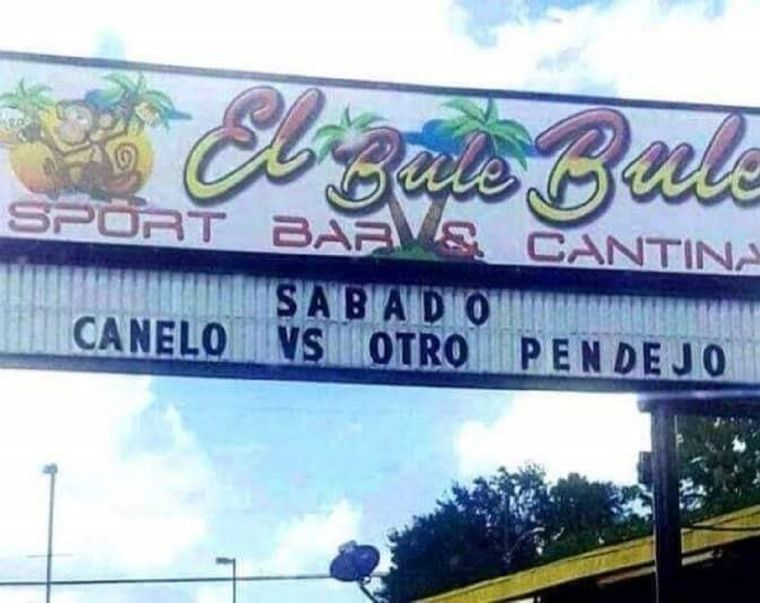 El Bule Bule
SPORT BAR & CANTINA
SABADO
CANELO VS OTRO PENDEJO